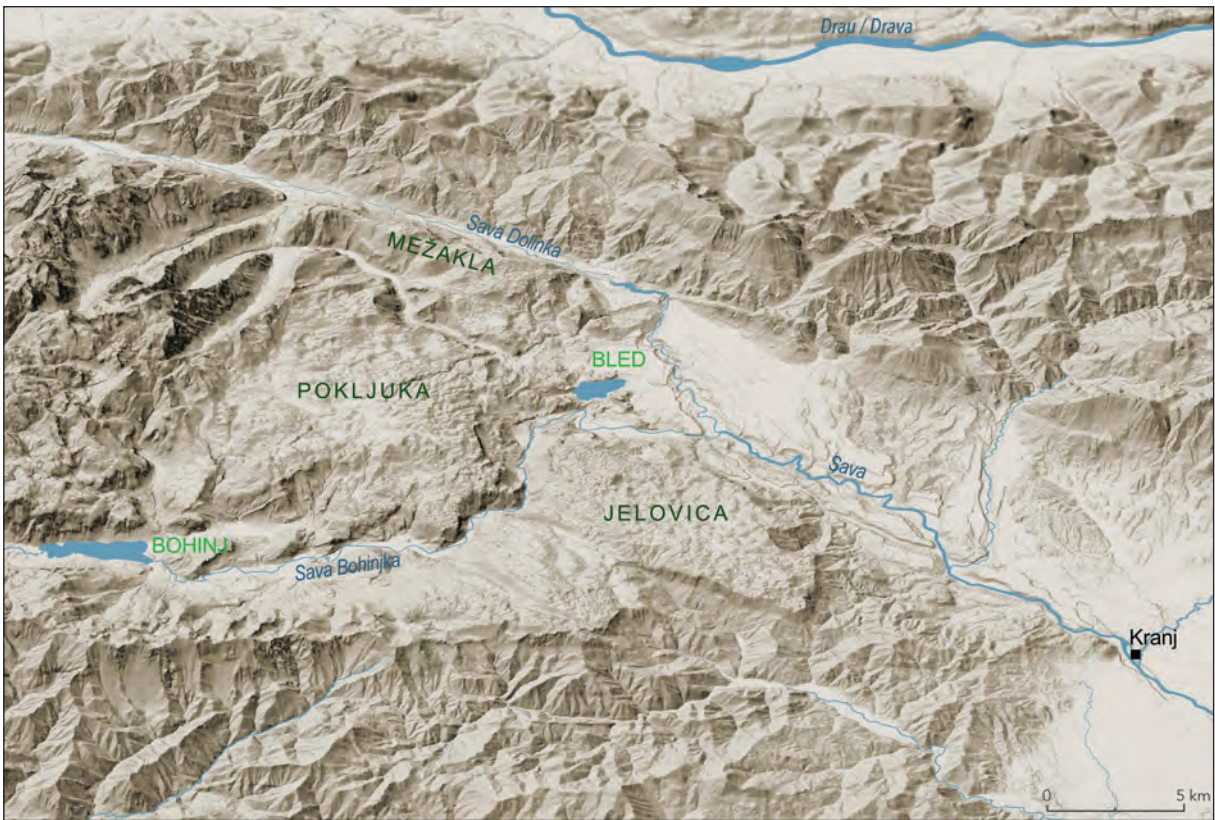 Drau / Drava
Sava Dolinka
MEŽAKLA
BLED
POKLJUKA
Sava
JELOVICA
BOHINJ
Sava Bohinjka
Kranj
0 5 km